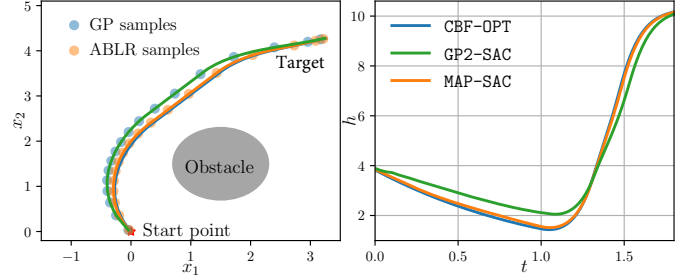 GP samples
ABLR samples
Target
Obstacle
Start point
5
4
3
2
1
0
x₂
−1
0
1
2
3
x₁
CBF-OPT
GP2-SAC
MAP-SAC
10
8
6
4
2
h
0.0
0.5
1.0
1.5
t